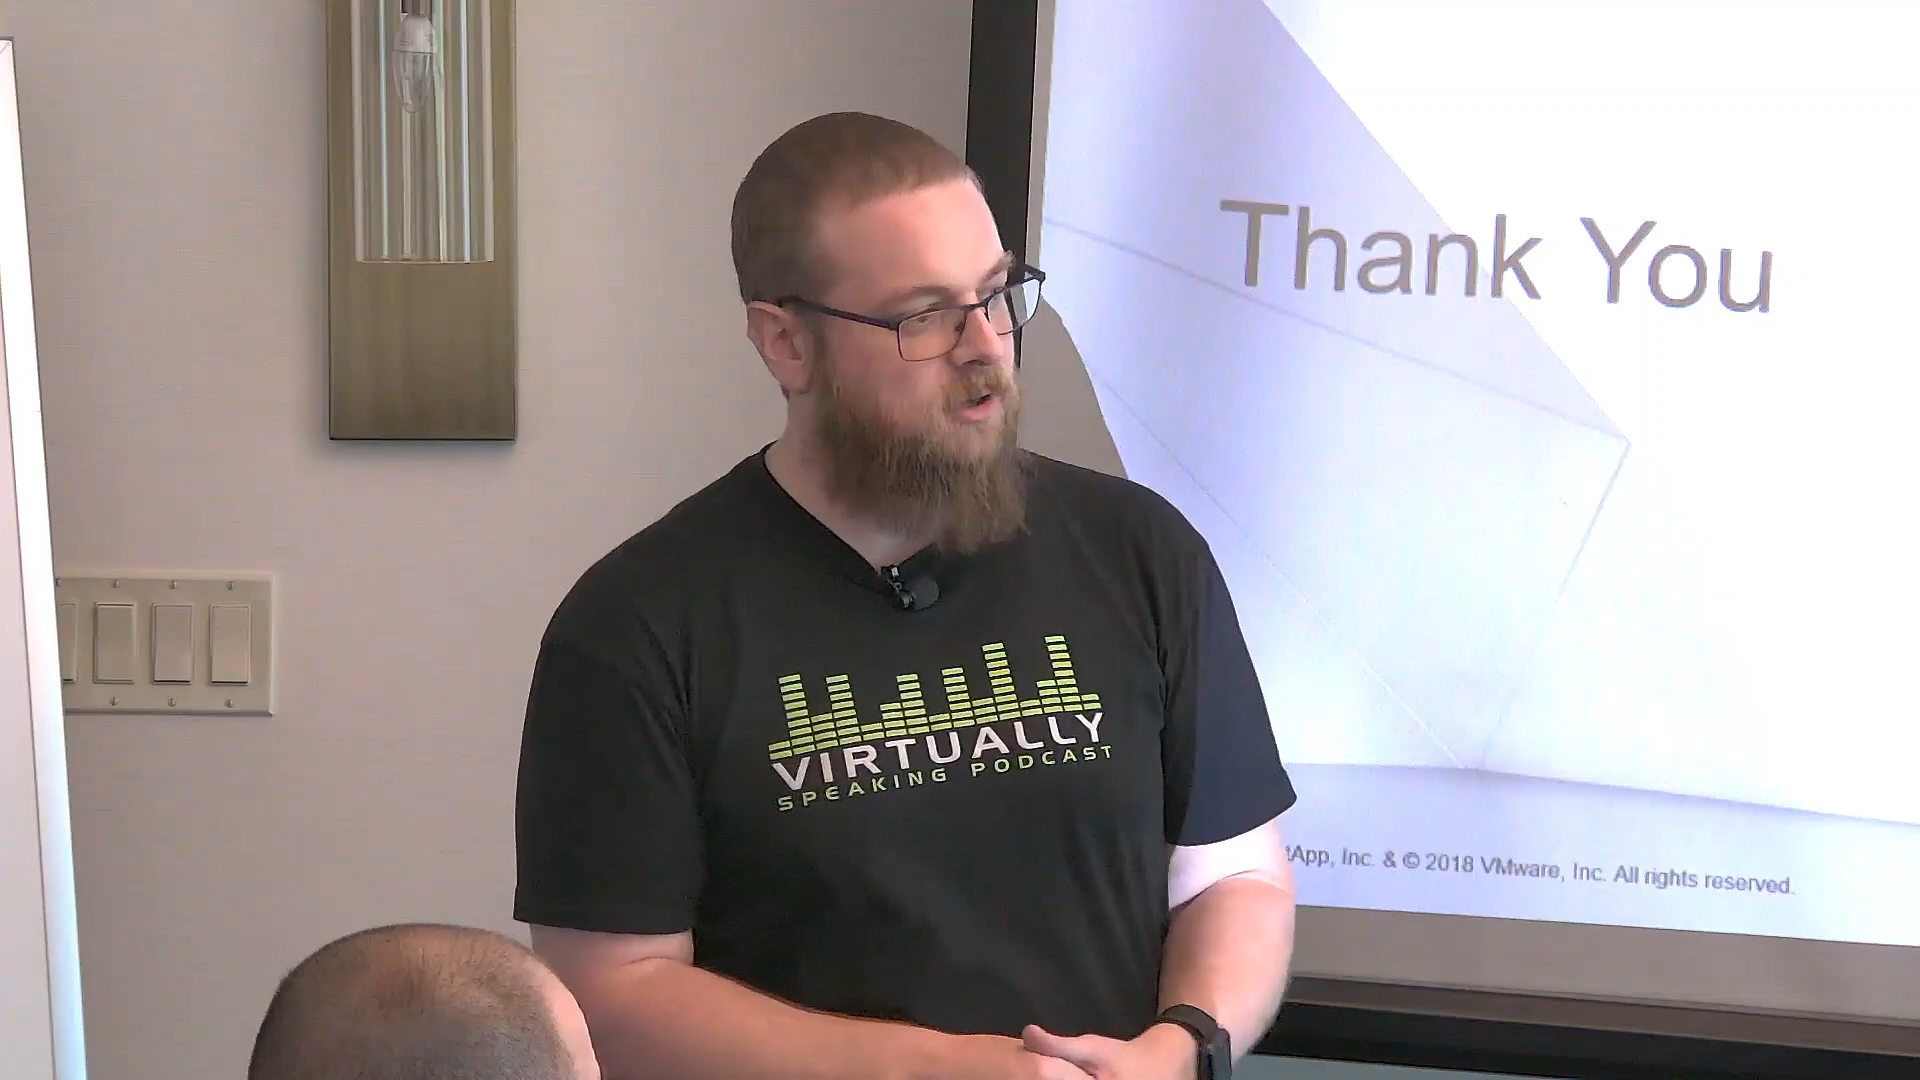 Thank You
VIRTUALLY
SPEAKING PODCAST
tApp, Inc. & © 2018 VMware, Inc. All rights reserved.